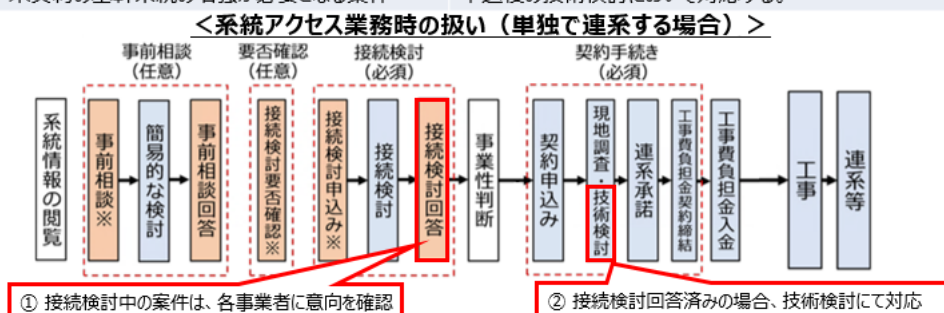 ＜系統アクセス業務時の扱い（単独で連系する場合）＞
事前相談
（任意）
要否確認
（任意）
接続検討
（必須）
契約手続き
（必須）
系統情報の閲覧
事前相談※
簡易的な検討
事前相談回答
接続検討要否確認※
接続検討申込み※
接続検討
接続検討回答
事業性判断
契約申込み
現地調査・技術検討
連系承諾
工事費負担金契約締結
工事費負担金入金
工事
連系等
① 接続検討中の案件は、各事業者に意向を確認
② 接続検討回答済みの場合、技術検討にて対応